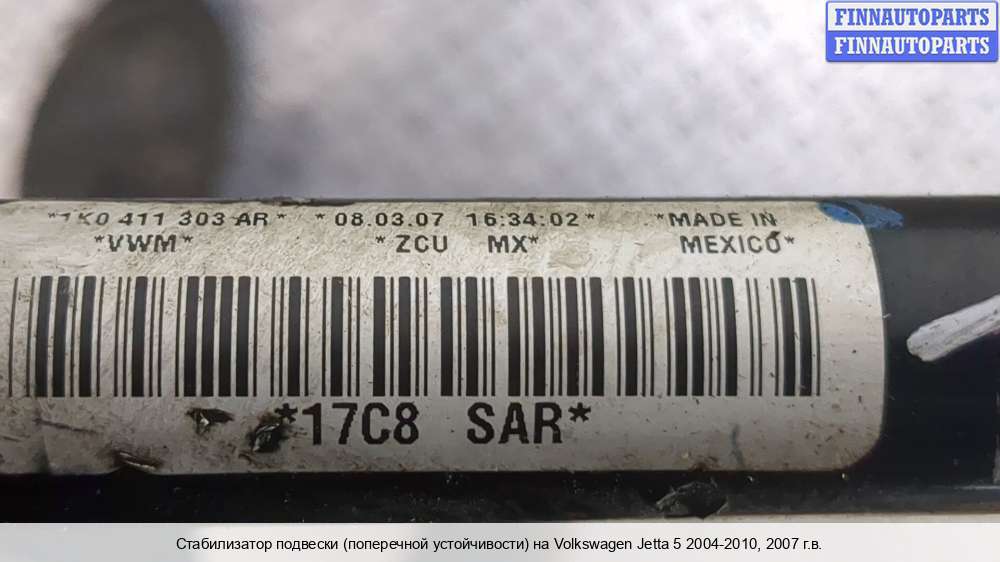 FINNAUTOPARTS
FINNAUTOPARTS
*1K0 411 303 AR* *08.03.07 16:34:02* *MADE IN
*VWM* *ZCU MX* MEXICO*
*17C8 SAR*
Стабилизатор подвески (поперечной устойчивости) на Volkswagen Jetta 5 2004-2010, 2007 г.в.